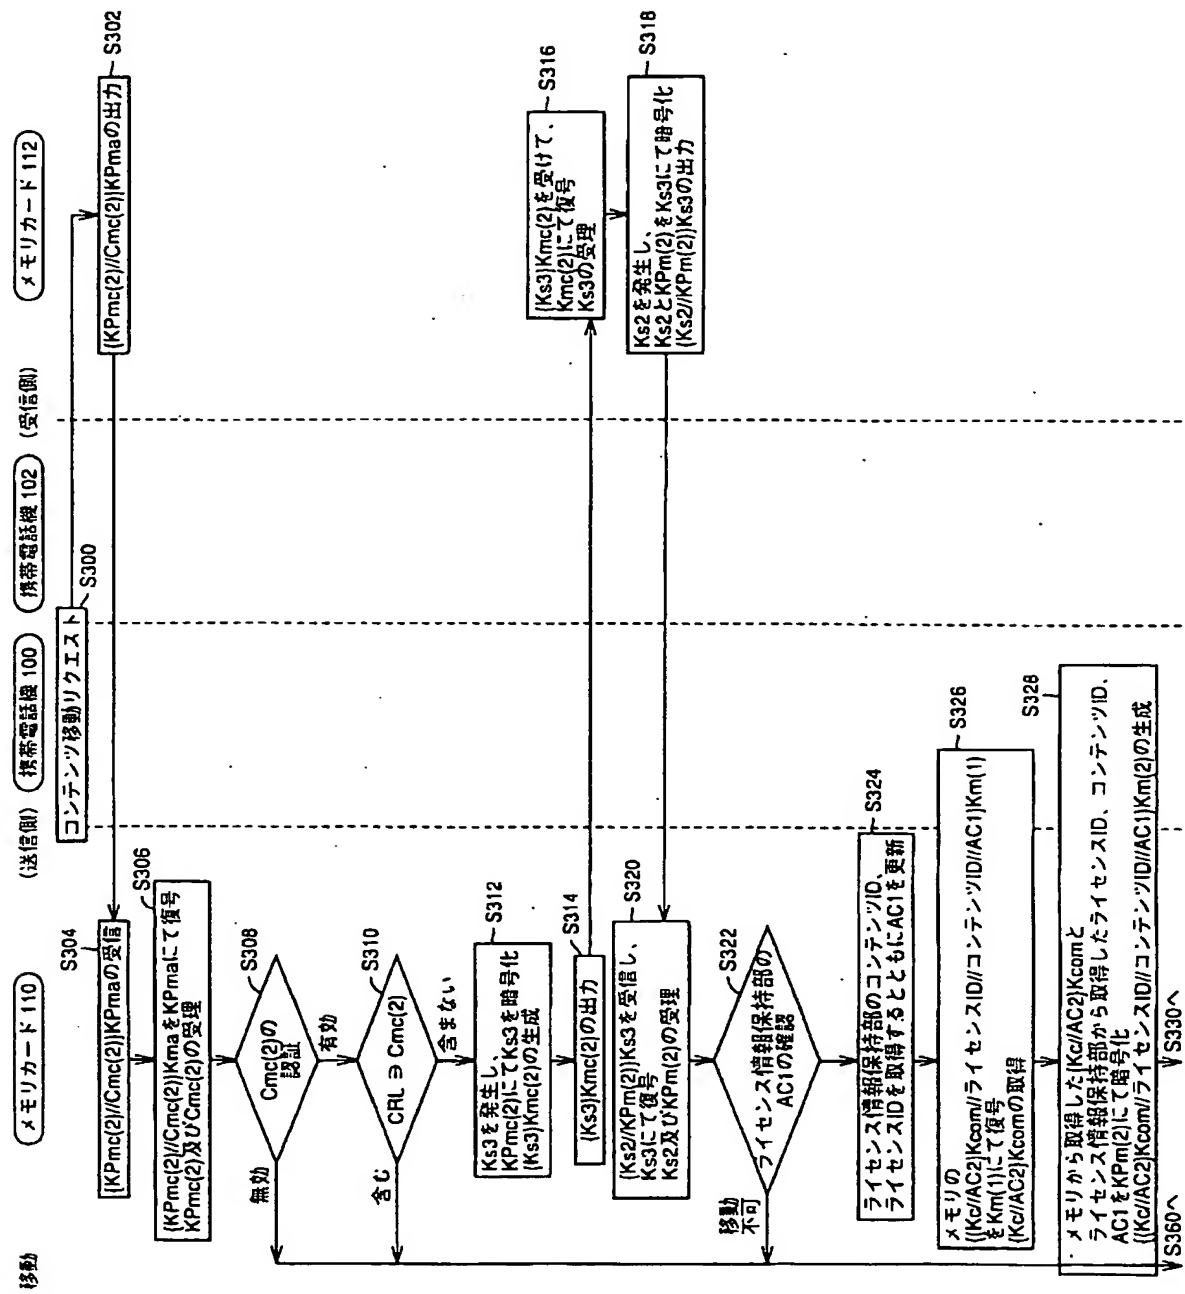 移動
メモリカード110
(送信側)
携帯電話機100
携帯電話機102
(受信側)
メモリカード112
コンテンツ移動リクエスト
S300
{KPmc(2)//Cmc(2)}KPmaの出力
S302
S304
{KPmc(2)//Cmc(2)}KPmaの受信
S306
{KPmc(2)//Cmc(2)}KmaをKPmaにて復号
KPmc(2)及びCmc(2)の受理
S308
Cmc(2)の
認証
無効
有効
S310
CRL∋Cmc(2)
含む
含まない
S312
Ks3を発生し、
KPmc(2)にてKs3を暗号化
{Ks3}Kmc(2)の生成
S314
{Ks3}Kmc(2)の出力
S316
{Ks3}Kmc(2)を受けて、
Kmc(2)にて復号
Ks3の受理
S318
Ks2を発生し、
Ks2とKPm(2)をKs3にて暗号化
{Ks2//KPm(2)}Ks3の出力
S320
{Ks2//KPm(2)}Ks3を受信し、
Ks3にて復号
Ks2及びKPm(2)の受理
S322
ライセンス情報保持部の
AC1の確認
移動
不可
S324
ライセンス情報保持部のコンテンツID、
ライセンスIDを取得するとともにAC1を更新
S326
メモリの
{{Kc//AC2}Kcom//ライセンスID//コンテンツID//AC1}Km(1)
をKm(1)にて復号
{Kc//AC2}Kcomの取得
S328
メモリから取得した{Kc//AC2}Kcomと
ライセンス情報保持部から取得したライセンスID、コンテンツID、
AC1をKPm(2)にて暗号化
{{Kc//AC2}Kcom//ライセンスID//コンテンツID//AC1}Km(2)の生成
S360へ
S330へ